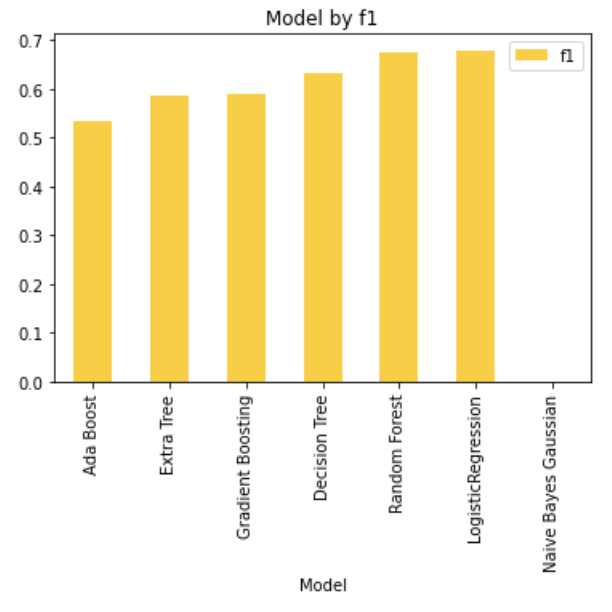 Model by f1
f1
0.7
0.6
0.5
0.4
0.3
0.2
0.1
0.0
Ada Boost
Extra Tree
Gradient Boosting
Decision Tree
Random Forest
LogisticRegression
Naive Bayes Gaussian
Model